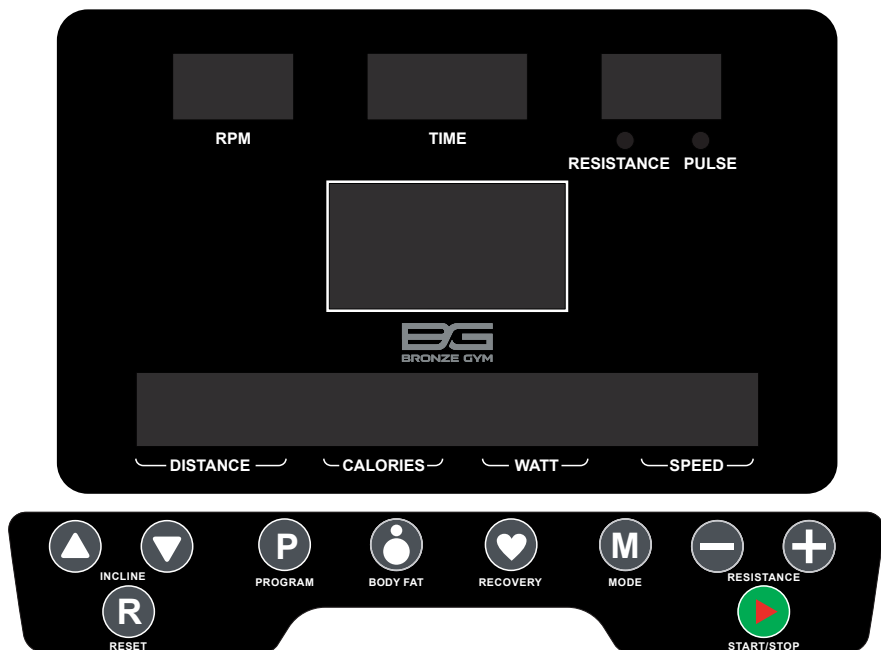 RPM
TIME
RESISTANCE PULSE
BG
BRONZE GYM
DISTANCE CALORIES WATT SPEED
P M
INCLINE PROGRAM BODY FAT RECOVERY MODE RESISTANCE
R
RESET START/STOP